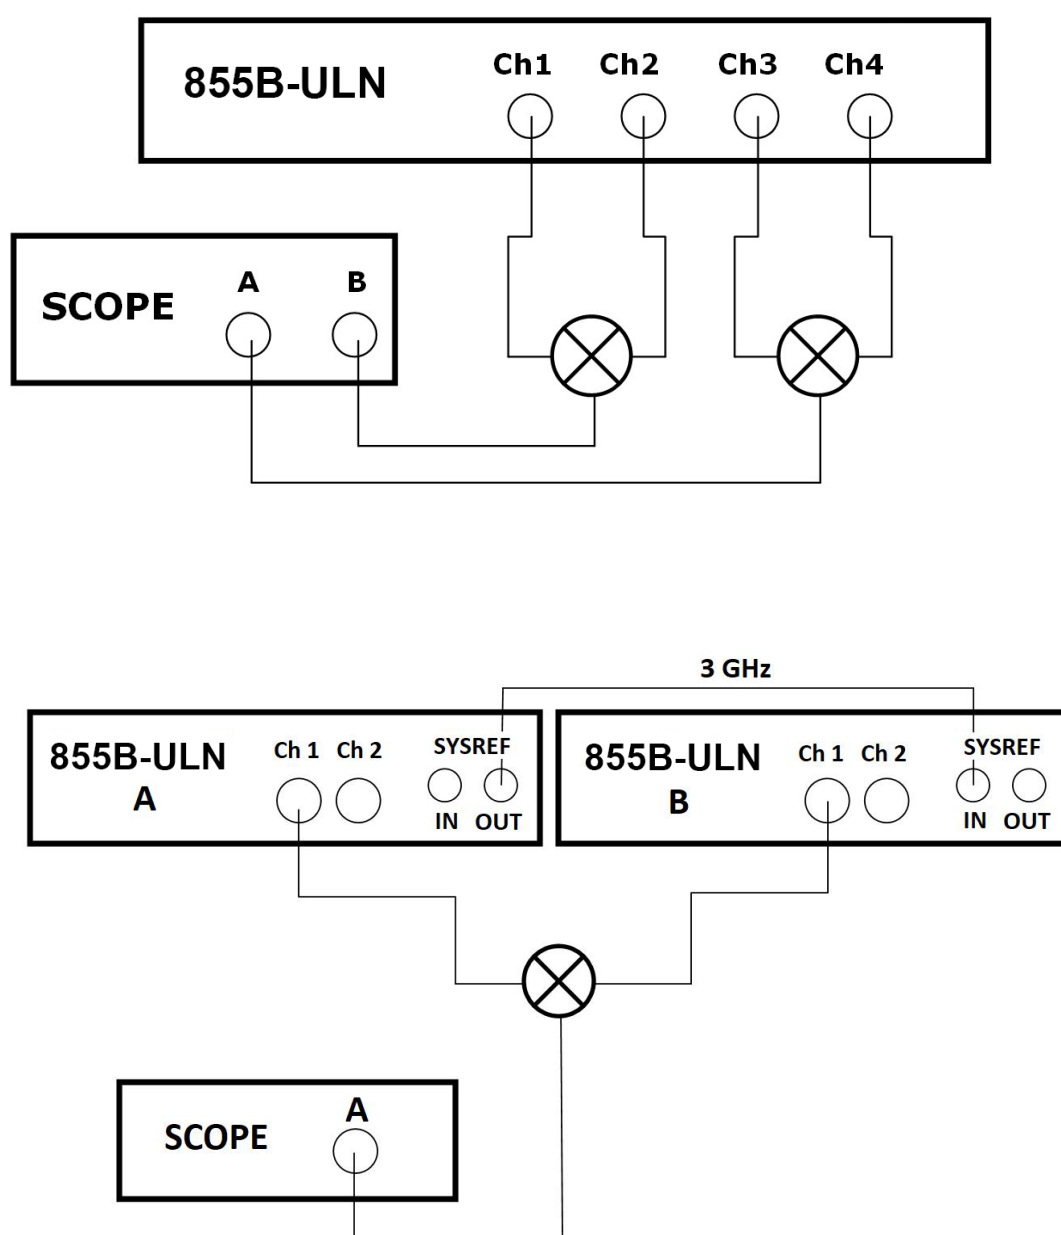 855B-ULN
Ch1 Ch2 Ch3 Ch4
SCOPE
A B
3 GHz
855B-ULN
A
Ch 1 Ch 2
SYSREF
IN OUT
855B-ULN
B
Ch 1 Ch 2
SYSREF
IN OUT
SCOPE
A